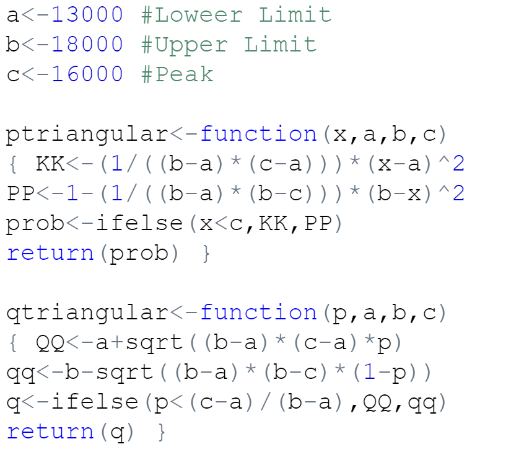 a<-13000 #Loweer Limit
b<-18000 #Upper Limit
c<-16000 #Peak
ptriangular<-function(x,a,b,c)
{ KK<-(1/((b-a)*(c-a)))*(x-a)^2
PP<-1-(1/((b-a)*(b-c)))*(b-x)^2
prob<-ifelse(x<c,KK,PP)
return(prob) }
qtriangular<-function(p,a,b,c)
{ QQ<-a+sqrt((b-a)*(c-a)*p)
qq<-b-sqrt((b-a)*(b-c)*(1-p))
q<-ifelse(p<(c-a)/(b-a),QQ,qq)
return(q) }